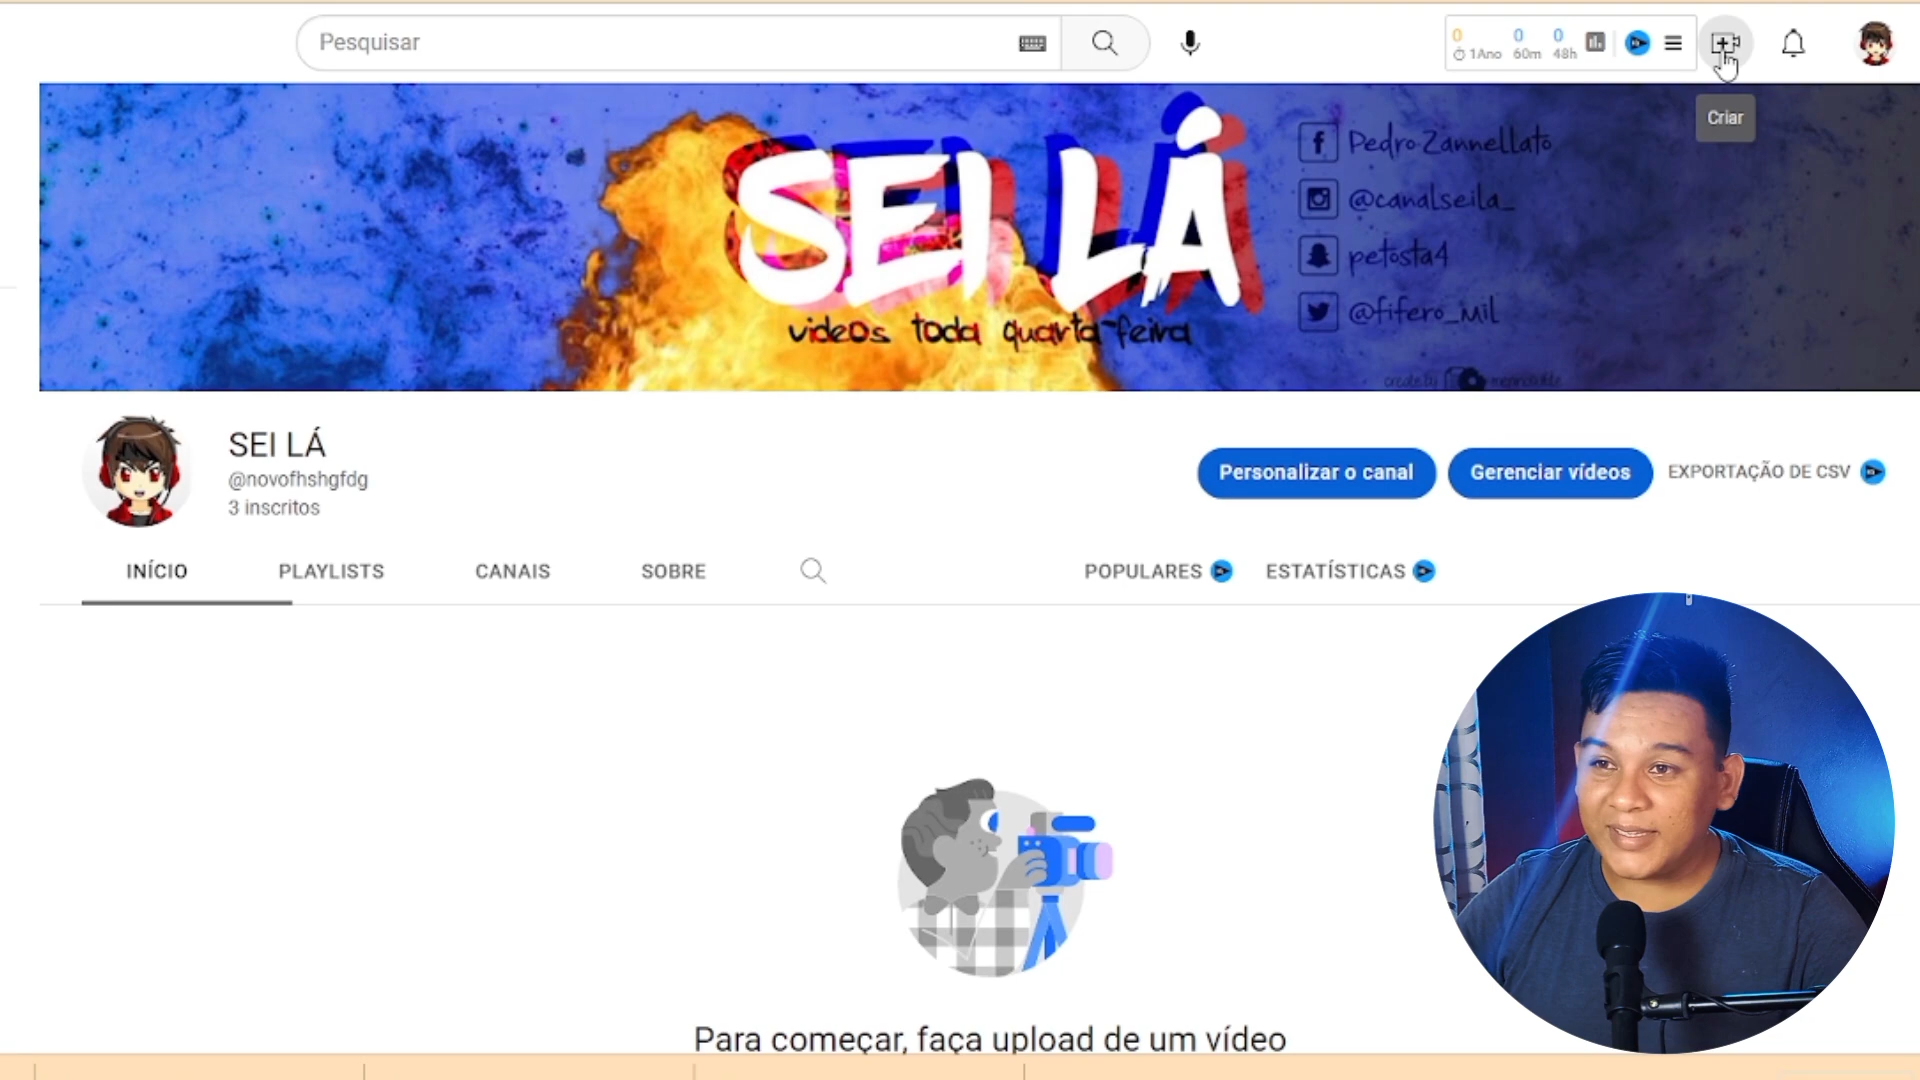 Pesquisar
0 0 0
1Ano 60m 48h
Criar
SEI LÁ
videos toda quarta-feira
Pedro Zannellato
@canalseila_
petosta4
@fifero_mil
create by
SEI LÁ
@novofhshgfdg
3 inscritos
Personalizar o canal
Gerenciar vídeos
EXPORTAÇÃO DE CSV
INÍCIO
PLAYLISTS
CANAIS
SOBRE
POPULARES
ESTATÍSTICAS
Para começar, faça upload de um vídeo